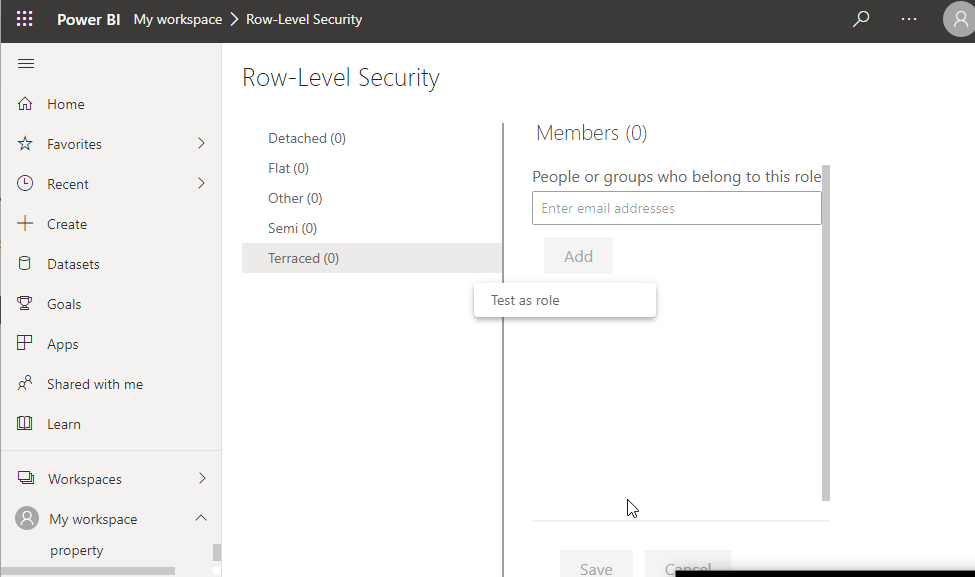 Power BI My workspace > Row-Level Security
Row-Level Security
Home
Favorites
Recent
Create
Datasets
Goals
Apps
Shared with me
Learn
Workspaces
My workspace
property
Detached (0)
Flat (0)
Other (0)
Semi (0)
Terraced (0)
Test as role
Members (0)
People or groups who belong to this role
Enter email addresses
Add
Save Cancel